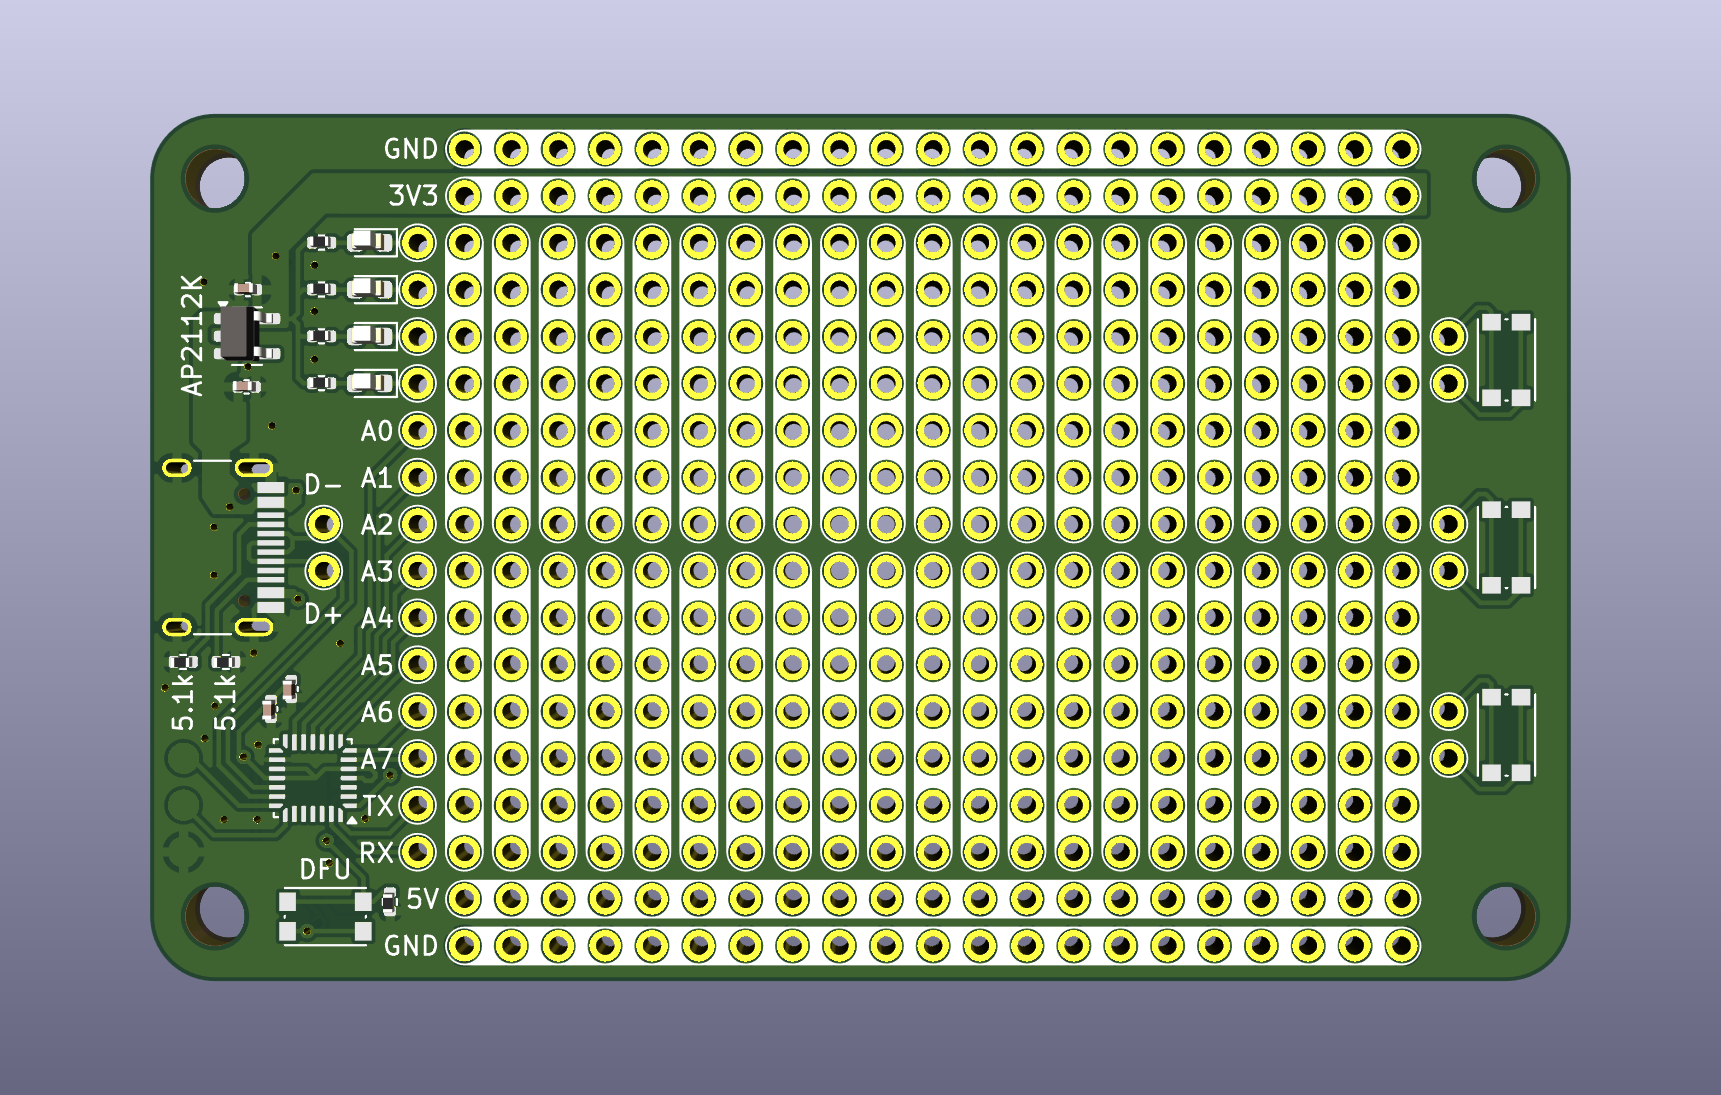 GND
3V3
AP2112K
A0
A1
D-
A2
A3
D+
A4
A5
5.1k
5.1k
A6
A7
TX
RX
DFU
5V
GND